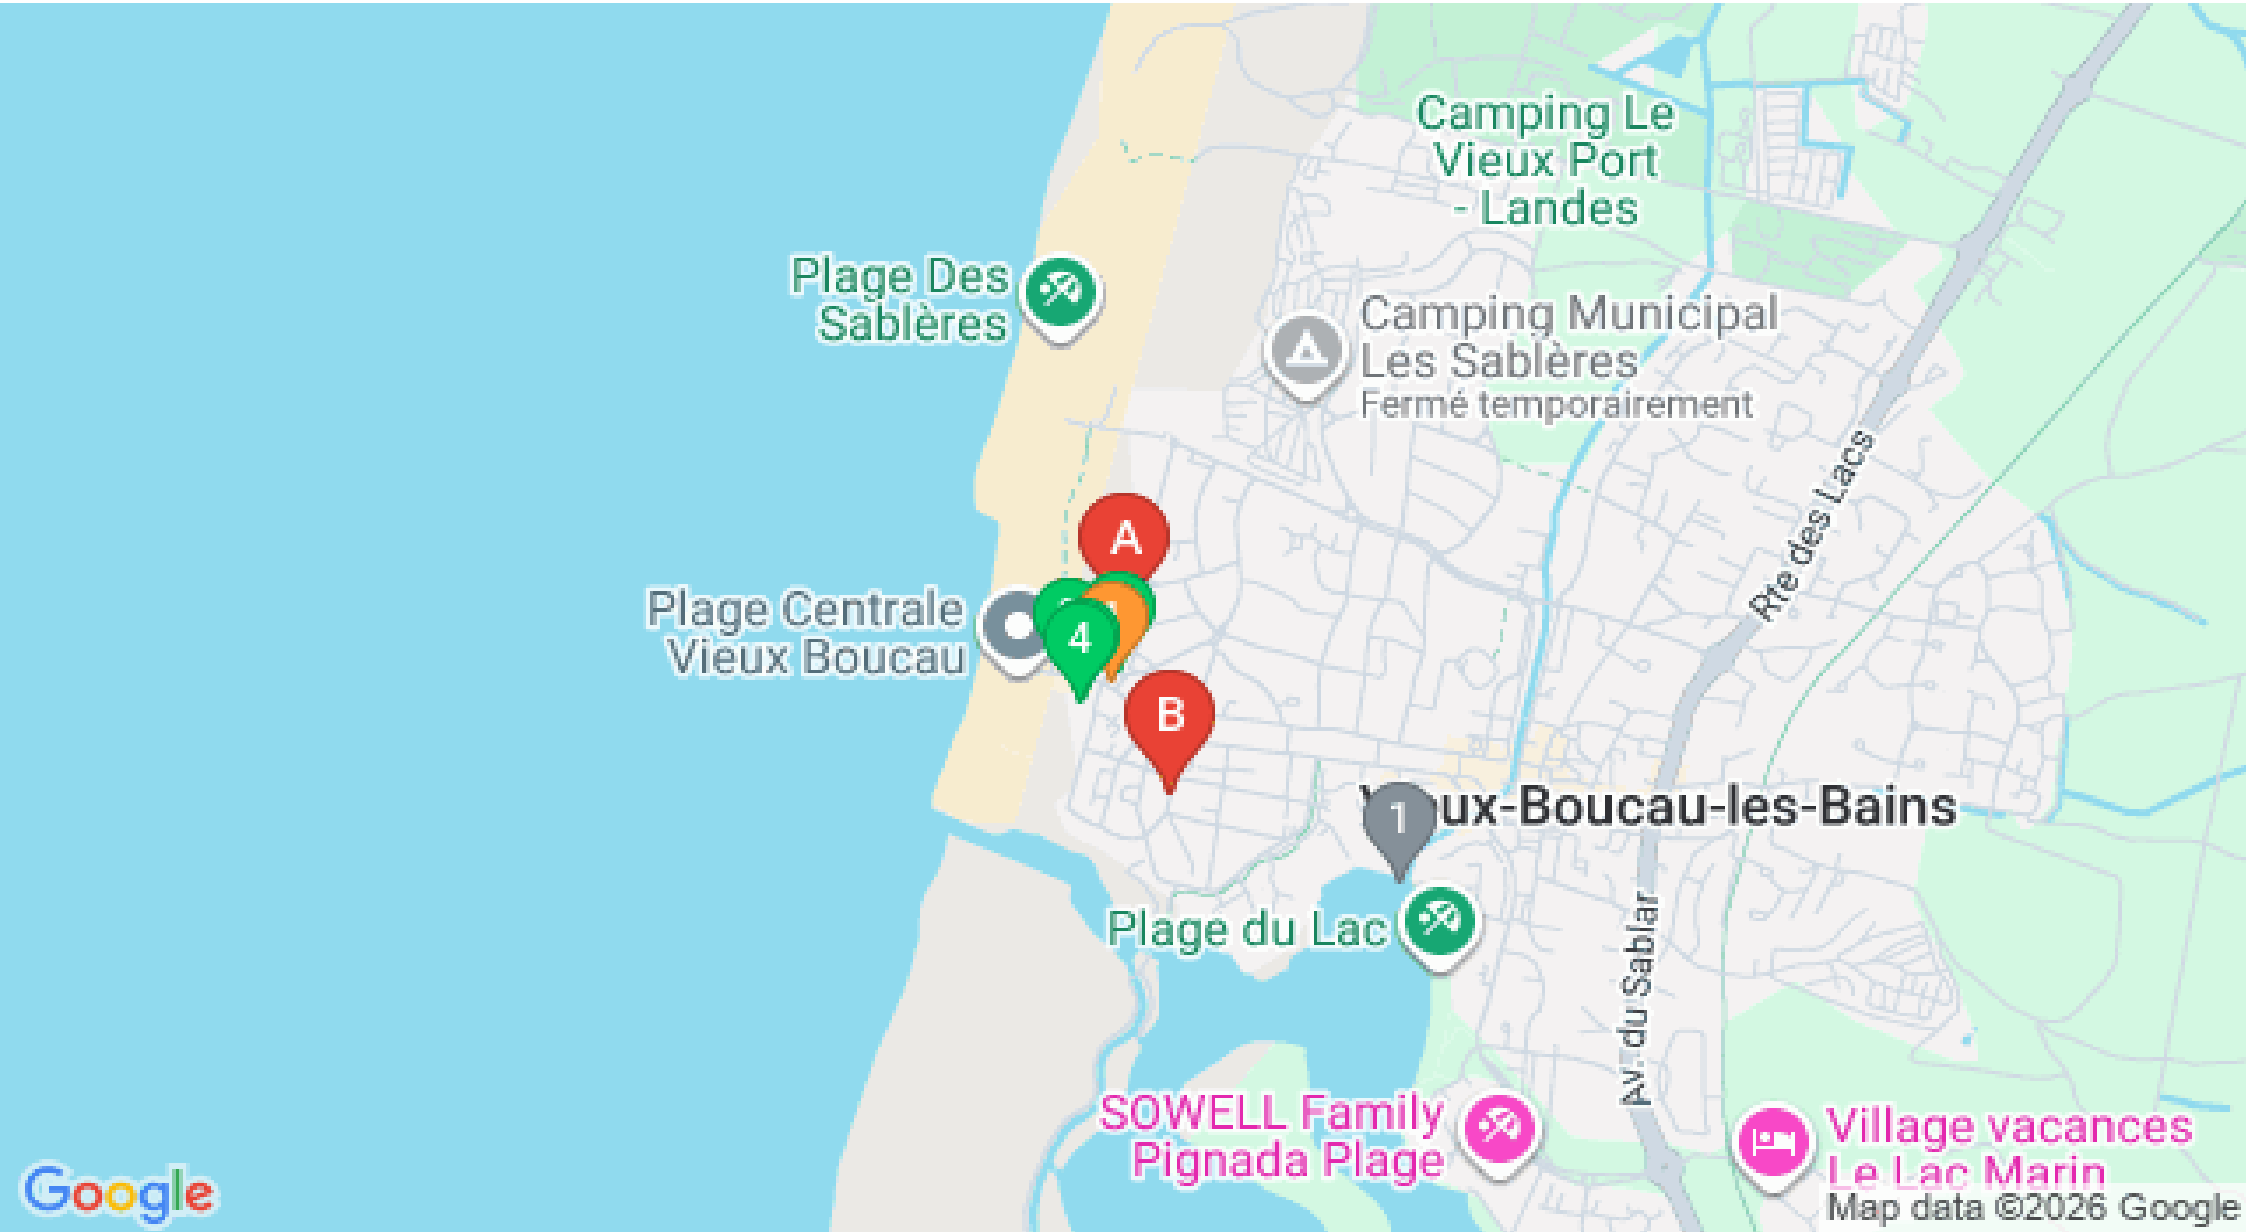 Camping Le
Vieux Port
- Landes
Plage Des
Sablères
Camping Municipal
Les Sablères
Fermé temporairement
Rte des Lacs
A
Plage Centrale
Vieux Boucau
4
B
1
ux-Boucau-les-Bains
Plage du Lac
Av. du Sablar
SOWELL Family
Pignada Plage
Village vacances
Le Lac Marin
Google
Map data ©2026 Google